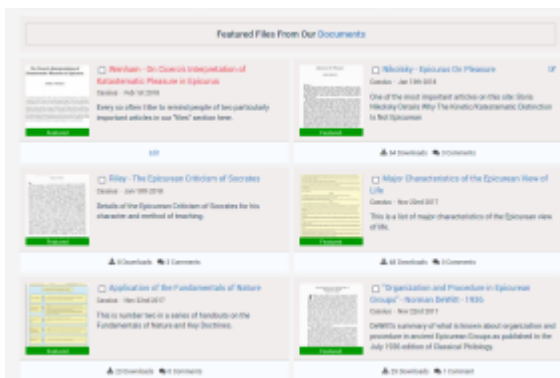 Featured Files From Our Documents
Wenham - On Cicero's Interpretation of
Katastematic Pleasure in Epicurus
Cassius - Feb 1st 2018
Every so often I like to remind people of two particularly
important articles in our "files" section here.
Featured
Nikolsky - Epicurus On Pleasure
Cassius - Jan 19th 2018
One of the most important articles on this site: Boris
Nikolsky Details Why The Kinetic/Katastematic Distinction
Is Not Epicurean
Featured
64 Downloads 3 Comments
Riley - The Epicurean Criticism of Socrates
Cassius - Jan 10th 2018
Details of the Epicurean Criticism of Socrates for his
character and method of teaching.
Featured
Downloads Comments
Major Characteristics of the Epicurean View of
Life
Cassius - Nov 22nd 2017
This is a list of major characteristics of the Epicurean view
of life.
Featured
Downloads Comments
Application of the Fundamentals of Nature
Cassius - Nov 22nd 2017
This is number two in a series of handouts on the
Fundamentals of Nature and Key Doctrines.
Featured
Downloads 0 Comments
"Organization and Procedure in Epicurean
Groups" - Norman DeWitt - 1936
Cassius - Nov 22nd 2017
DeWitt's summary of what is known about organization and
procedure in ancient Epicurean Groups as published in the
July 1936 edition of Classical Philology.
Featured
Downloads 1 Comment